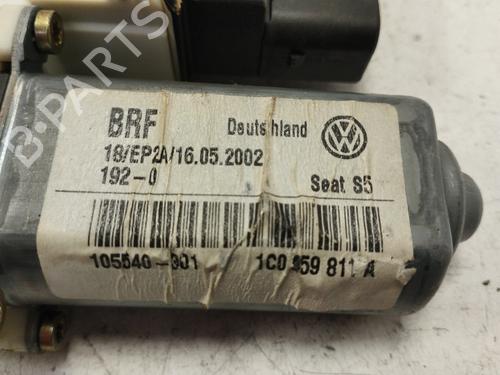 BRF Deutschland
18/EP2A/16.05.2002
192-0 Seat S5
105540-301 1C0 959 811 A
B-PARTS